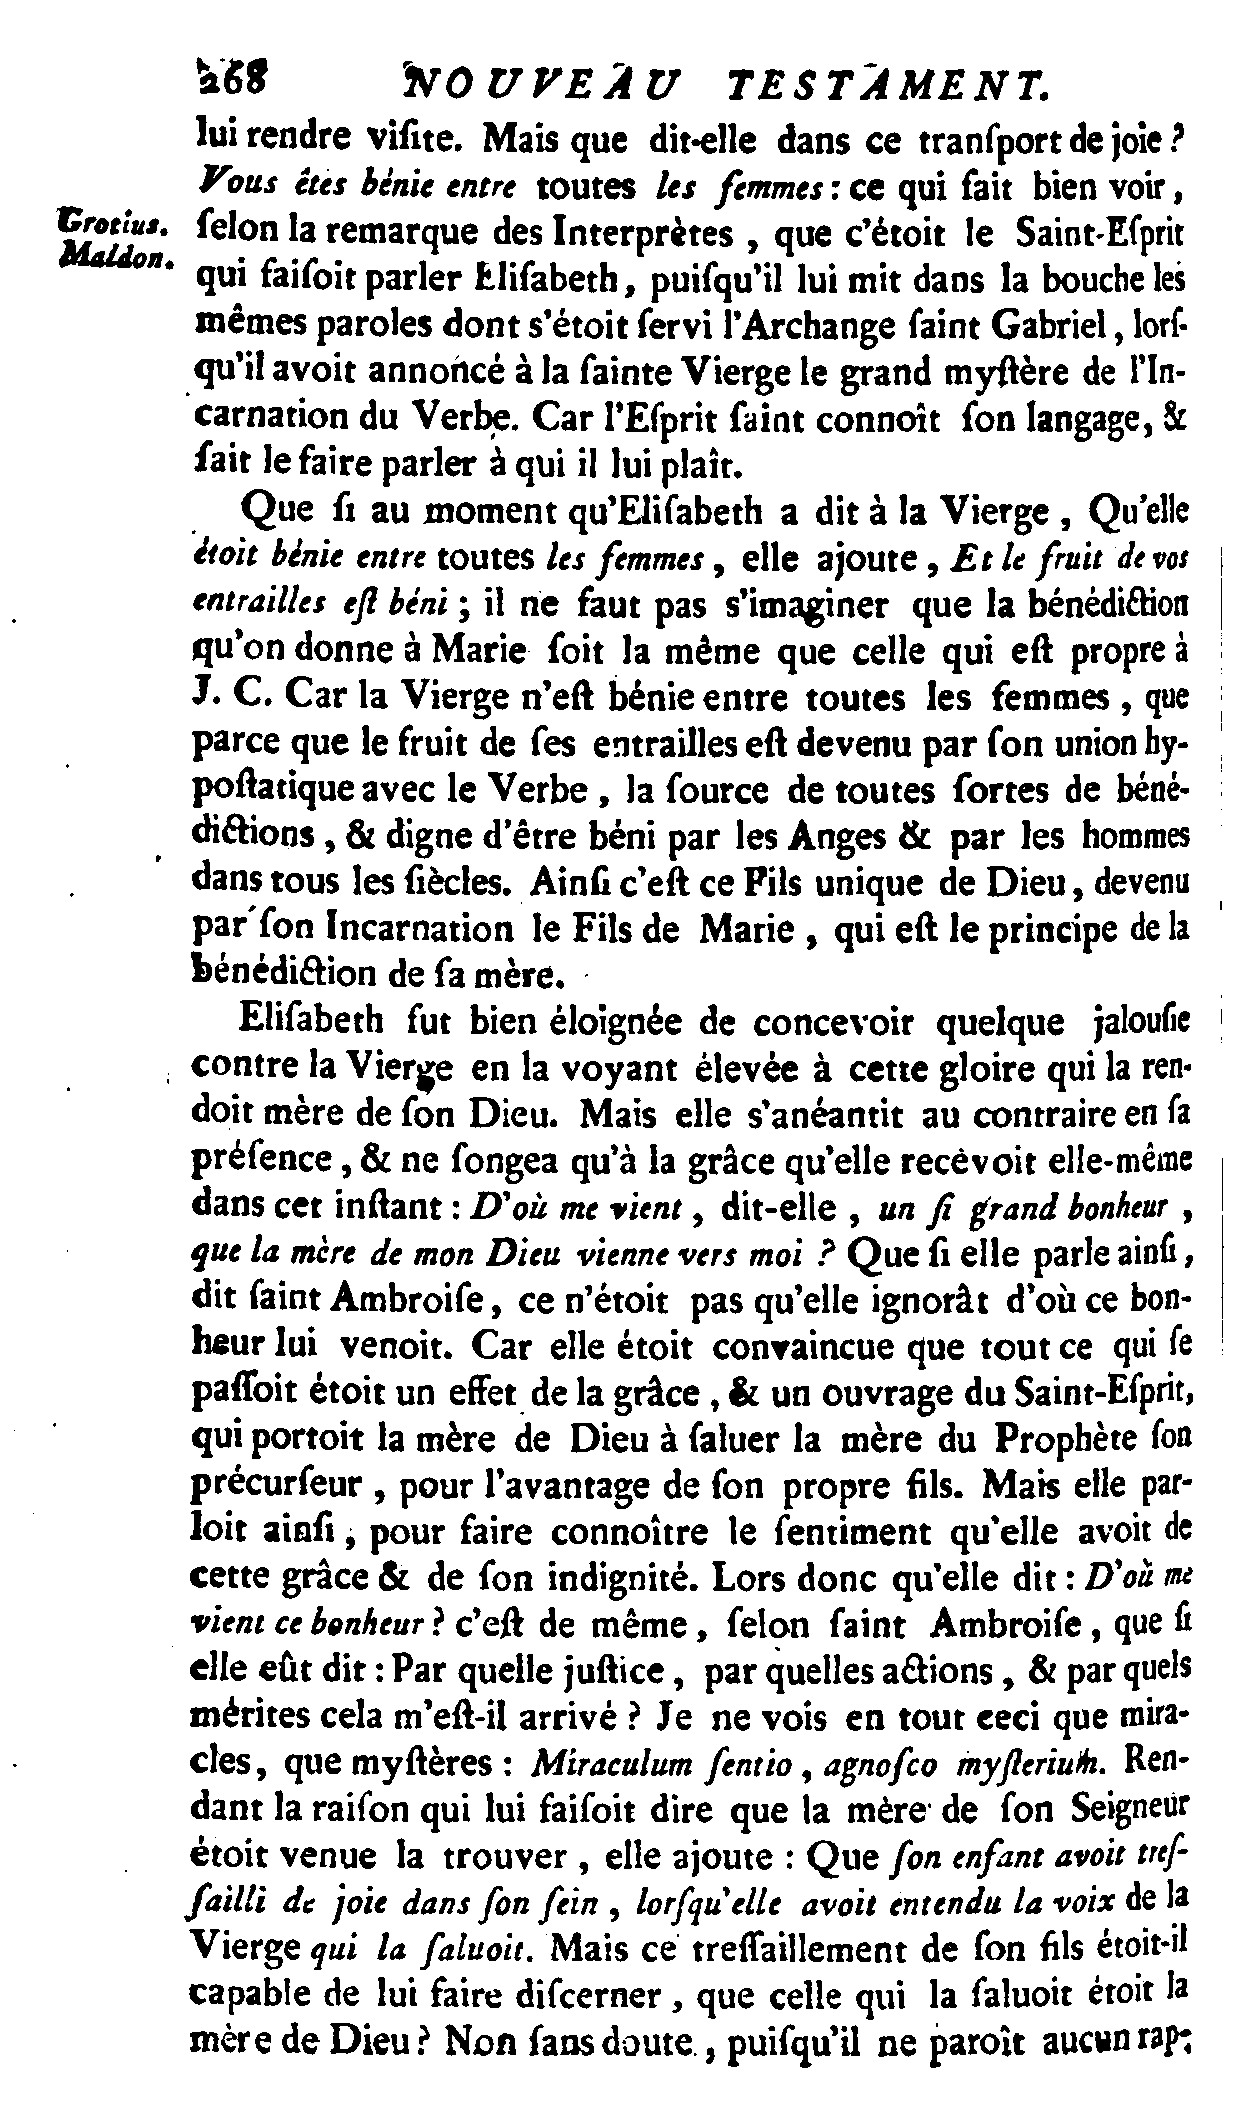 268 NOUVEAU TESTAMENT.
lui rendre viſite. Mais que dit-elle dans ce tranſport de joie ?
Vous êtes bénie entre toutes les femmes : ce qui fait bien voir,
Grotius.
Maldon.
ſelon la remarque des Interprètes, que c'étoit le Saint-Eſprit
qui faiſoit parler Eliſabeth, puiſqu'il lui mit dans la bouche les
mêmes paroles dont s'étoit ſervi l'Archange ſaint Gabriel, lorſ-
qu'il avoit annoncé à la ſainte Vierge le grand myſtère de l'In-
carnation du Verbe. Car l'Eſprit ſaint connoît ſon langage, &
ſait le faire parler à qui il lui plaît.
Que ſi au moment qu'Eliſabeth a dit à la Vierge, Qu'elle
étoit bénie entre toutes les femmes, elle ajoute, Et le fruit de vos
entrailles eſt béni ; il ne faut pas s'imaginer que la bénédiction
qu'on donne à Marie ſoit la même que celle qui eſt propre à
J. C. Car la Vierge n'eſt bénie entre toutes les femmes, que
parce que le fruit de ſes entrailles eſt devenu par ſon union hy-
poſtatique avec le Verbe, la ſource de toutes ſortes de béné-
dictions, & digne d'être béni par les Anges & par les hommes
dans tous les ſiècles. Ainſi c'eſt ce Fils unique de Dieu, devenu
par ſon Incarnation le Fils de Marie, qui eſt le principe de la
bénédiction de ſa mère.
Eliſabeth fut bien éloignée de concevoir quelque jalouſie
contre la Vierge en la voyant élevée à cette gloire qui la ren-
doit mère de ſon Dieu. Mais elle s'anéantit au contraire en ſa
préſence, & ne ſongea qu'à la grâce qu'elle recevoit elle-même
dans cet inſtant : D'où me vient, dit-elle, un ſi grand bonheur,
que la mère de mon Dieu vienne vers moi ? Que ſi elle parle ainſi,
dit ſaint Ambroiſe, ce n'étoit pas qu'elle ignorât d'où ce bon-
heur lui venoit. Car elle étoit convaincue que tout ce qui ſe
paſſoit étoit un effet de la grâce, & un ouvrage du Saint-Eſprit,
qui portoit la mère de Dieu à ſaluer la mère du Prophète ſon
précurſeur, pour l'avantage de ſon propre fils. Mais elle par-
loit ainſi, pour faire connoître le ſentiment qu'elle avoit de
cette grâce & de ſon indignité. Lors donc qu'elle dit : D'où me
vient ce bonheur ? c'eſt de même, ſelon ſaint Ambroiſe, que ſi
elle eût dit : Par quelle juſtice, par quelles actions, & par quels
mérites cela m'eſt-il arrivé ? Je ne vois en tout ceci que mira-
cles, que myſtères : Miraculum ſentio, agnoſco myſterium. Ren-
dant la raiſon qui lui faiſoit dire que la mère de ſon Seigneur
étoit venue la trouver, elle ajoute : Que ſon enfant avoit treſ-
ſailli de joie dans ſon ſein, lorſqu'elle avoit entendu la voix de la
Vierge qui la ſaluoit. Mais ce treſſaillement de ſon fils étoit-il
capable de lui faire diſcerner, que celle qui la ſaluoit étoit la
mère de Dieu ? Non ſans doute, puiſqu'il ne paroît aucun rap-